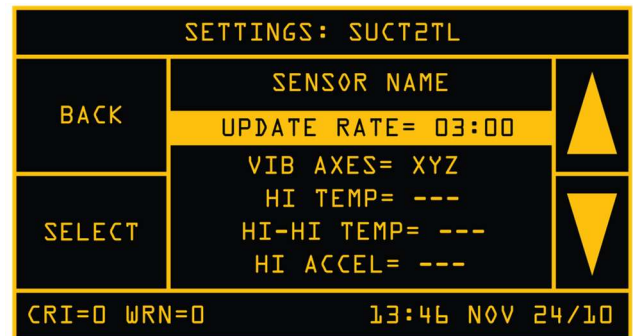 SETTINGS: SUCT2TL
BACK
SELECT
SENSOR NAME
UPDATE RATE= 03:00
VIB AXES= XYZ
HI TEMP= ---
HI-HI TEMP= ---
HI ACCEL= ---
CRI=0 WRN=0
13:46 NOV 24/10